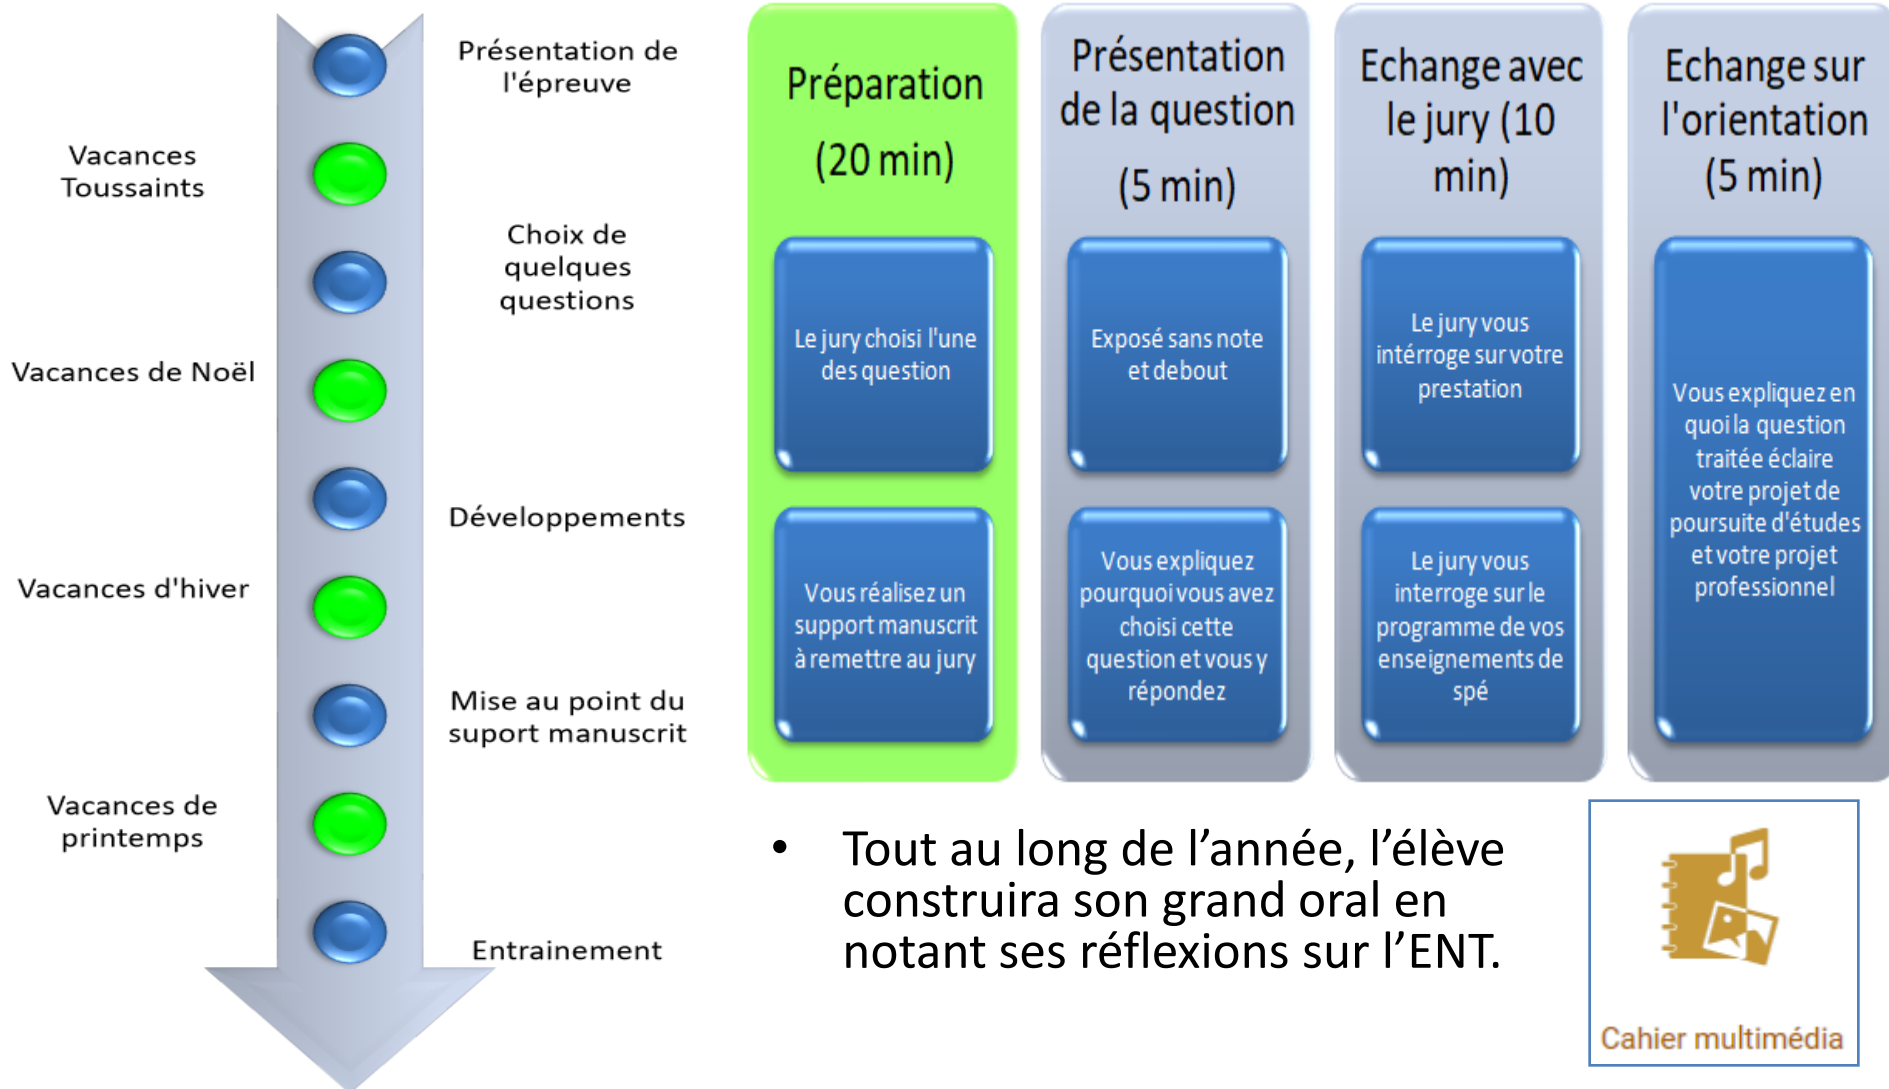 Présentation de
l'épreuve
Vacances
Toussaints
Choix de
quelques
questions
Vacances de Noël
Développements
Vacances d'hiver
Mise au point du
suport manuscrit
Vacances de
printemps
Entrainement
Préparation
(20 min)
Le jury choisi l'une
des question
Vous réalisez un
support manuscrit
à remettre au jury
Présentation
de la question
(5 min)
Exposé sans note
et debout
Vous expliquez
pourquoi vous avez
choisi cette
question et vous y
répondez
Echange avec
le jury (10
min)
Le jury vous
intérroge sur votre
prestation
Le jury vous
interroge sur le
programme de vos
enseignements de
spé
Echange sur
l'orientation
(5 min)
Vous expliquez en
quoi la question
traitée éclaire
votre projet de
poursuite d'études
et votre projet
professionnel
• Tout au long de l’année, l’élève
construira son grand oral en
notant ses réflexions sur l’ENT.
Cahier multimédia